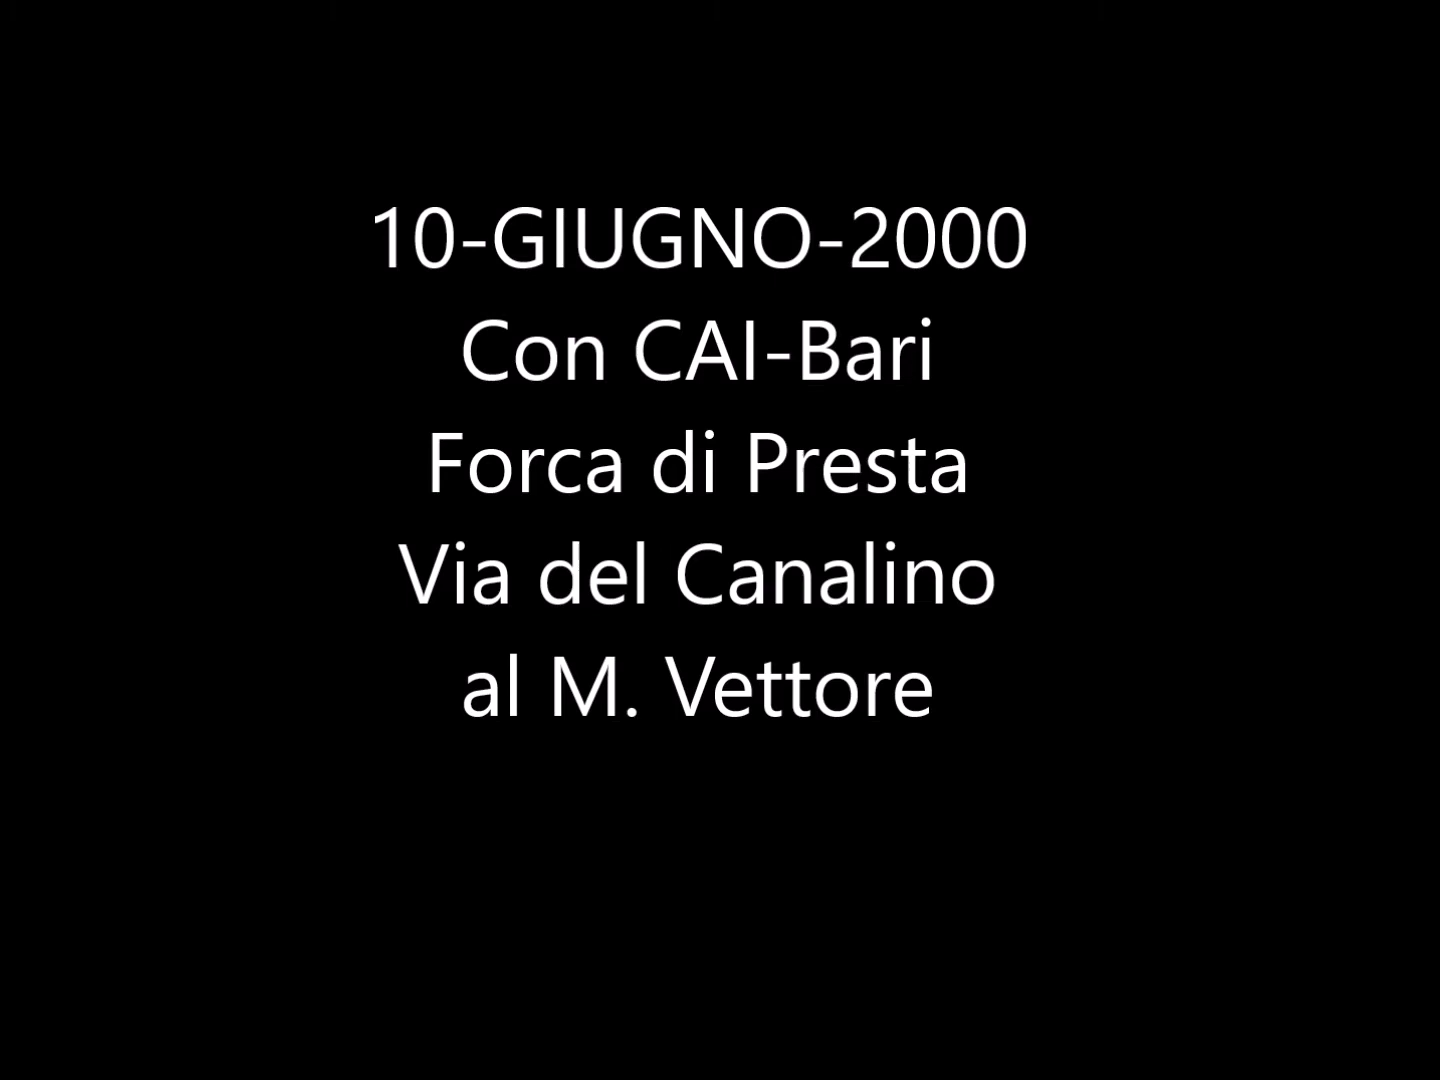 10-GIUGNO-2000
Con CAI-Bari
Forca di Presta
Via del Canalino
al M. Vettore